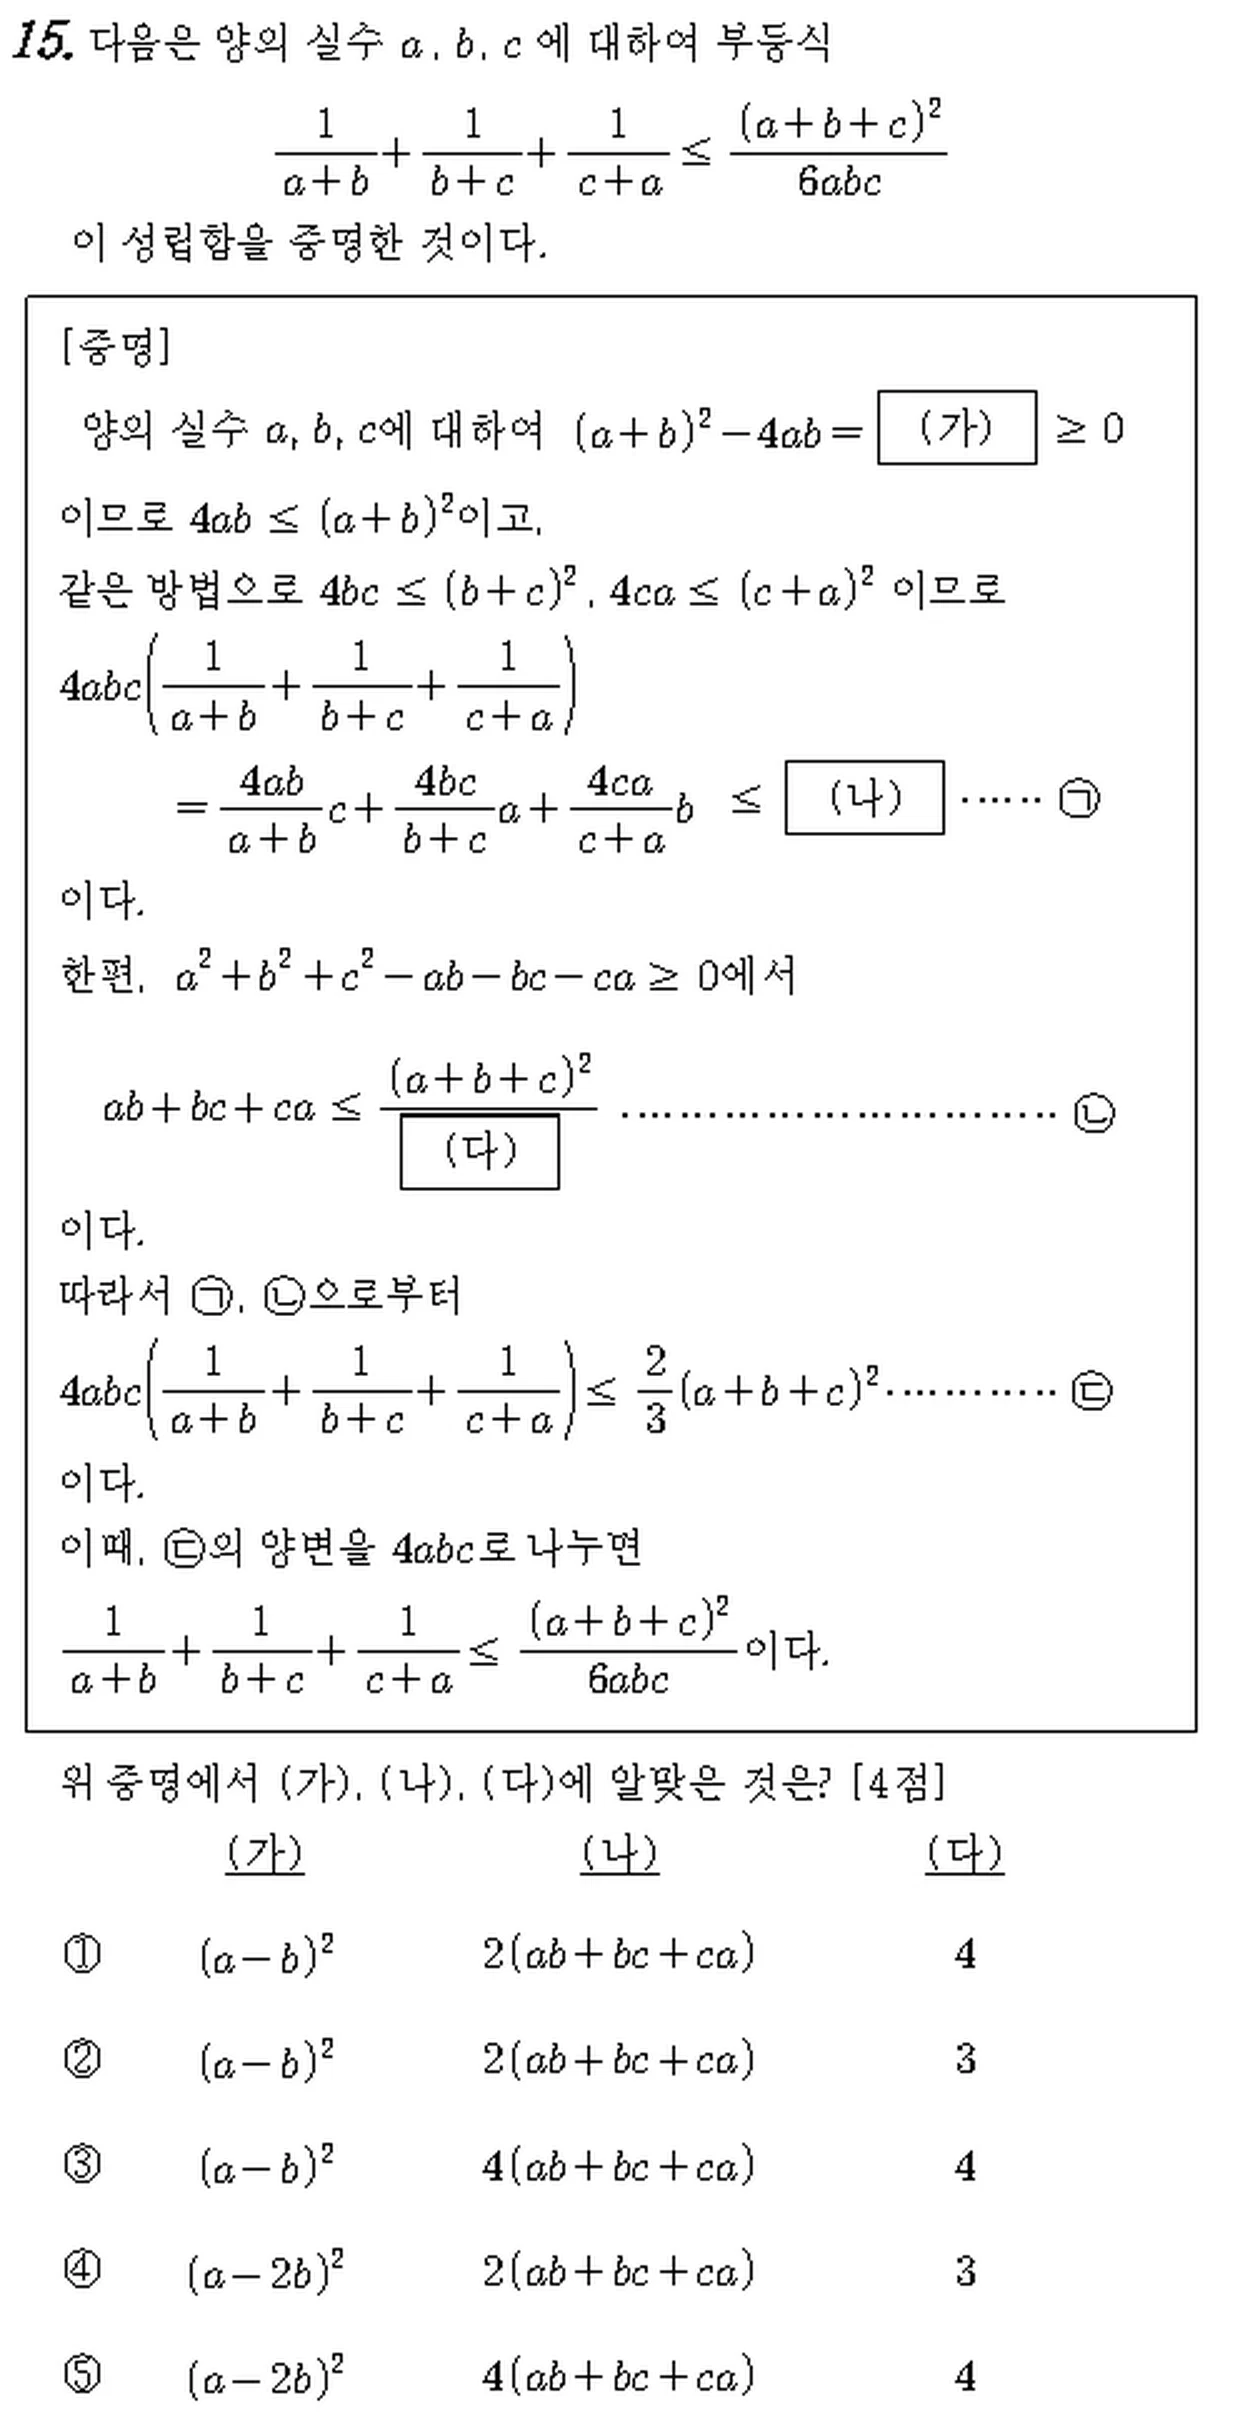 15. 다음은 양의 실수 a, b, c 에 대하여 부등식
1/(a+b) + 1/(b+c) + 1/(c+a) ≤ (a+b+c)²/6abc
이 성립함을 증명한 것이다.
[증명]
양의 실수 a, b, c에 대하여 (a+b)²-4ab= (가) ≥ 0
이므로 4ab ≤ (a+b)²이고,
같은 방법으로 4bc ≤ (b+c)², 4ca ≤ (c+a)² 이므로
4abc(1/(a+b) + 1/(b+c) + 1/(c+a))
= 4ab/(a+b) c + 4bc/(b+c) a + 4ca/(c+a) b ≤ (나) ······ ㉠
이다.
한편, a²+b²+c²-ab-bc-ca ≥ 0에서
ab+bc+ca ≤ (a+b+c)²/(다) ······························ ㉡
이다.
따라서 ㉠, ㉡으로부터
4abc(1/(a+b) + 1/(b+c) + 1/(c+a)) ≤ 2/3 (a+b+c)² ············ ㉢
이다.
이때, ㉢의 양변을 4abc로 나누면
1/(a+b) + 1/(b+c) + 1/(c+a) ≤ (a+b+c)²/6abc 이다.
위 증명에서 (가), (나), (다)에 알맞은 것은? [4점]
(가) (나) (다)
① (a-b)² 2(ab+bc+ca) 4
② (a-b)² 2(ab+bc+ca) 3
③ (a-b)² 4(ab+bc+ca) 4
④ (a-2b)² 2(ab+bc+ca) 3
⑤ (a-2b)² 4(ab+bc+ca) 4